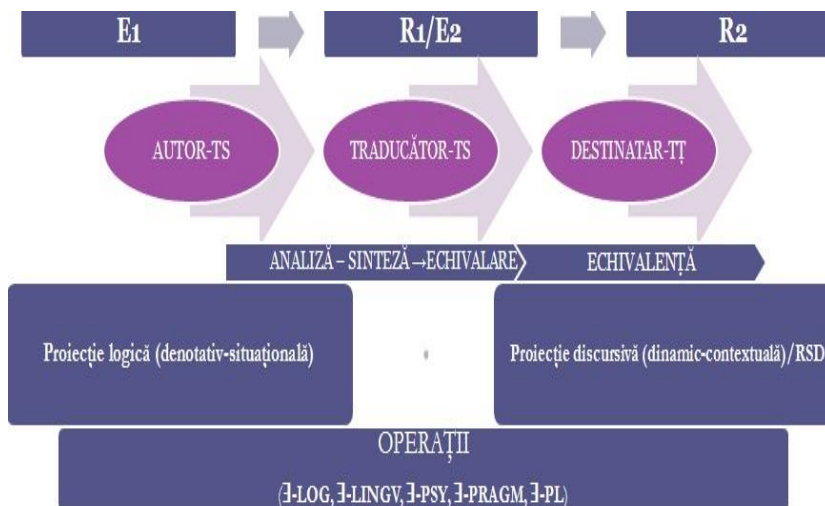 E1
R1/E2
R2
AUTOR-TS
TRADUCĂTOR-TS
DESTINATAR-TȚ
ANALIZĂ – SINTEZĂ →ECHIVALARE
ECHIVALENȚĂ
Proiecție logică (denotativ-situațională)
Proiecție discursivă (dinamic-contextuală)/RSD
OPERAȚII
(∃-LOG, ∃-LINGV, ∃-PSY, ∃-PRAGM, ∃-PL)